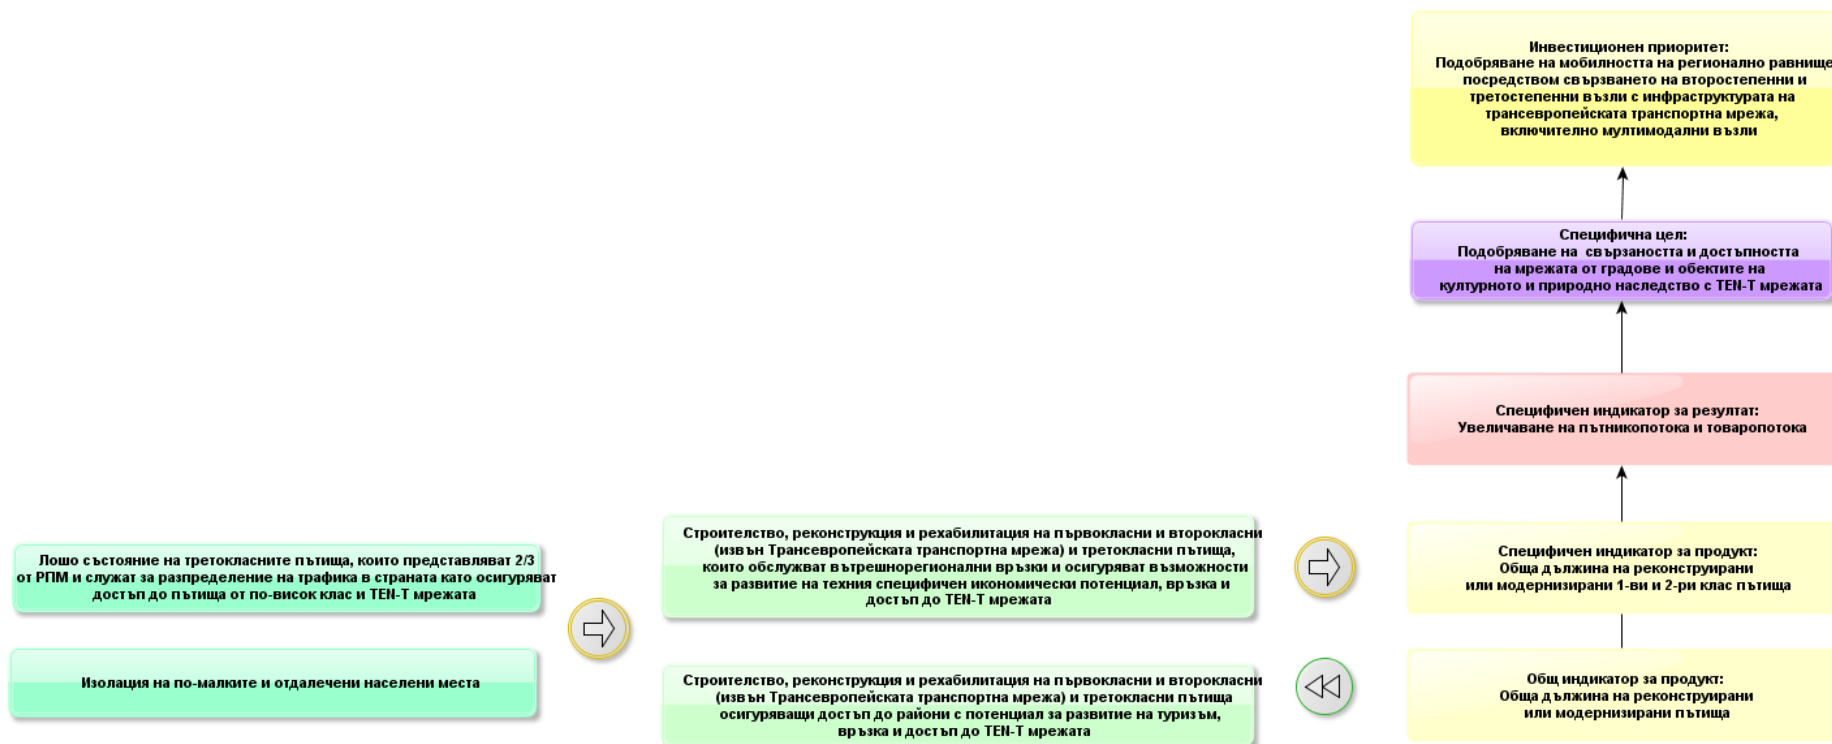 Инвестиционен приоритет:
Подобряване на мобилността на регионално равнище
посредством свързването на второстепенни и
третостепенни възли с инфраструктурата на
трансевропейската транспортна мрежа,
включително мултимодални възли
Специфична цел:
Подобряване на свързаността и достъпността
на мрежата от градове и обектите на
културното и природно наследство с TEN-T мрежата
Специфичен индикатор за резултат:
Увеличаване на пътникопотока и товаропотока
Лошо състояние на третокласните пътища, които представляват 2/3
от РПМ и служат за разпределение на трафика в страната като осигуряват
достъп до пътища от по-висок клас и TEN-T мрежата
Строителство, реконструкция и рехабилитация на първокласни и второкласни
(извън Трансевропейската транспортна мрежа) и третокласни пътища,
които обслужват вътрешнорегионални връзки и осигуряват възможности
за развитие на техния специфичен икономически потенциал, връзка и
достъп до TEN-T мрежата
Специфичен индикатор за продукт:
Обща дължина на реконструирани
или модернизирани 1-ви и 2-ри клас пътища
Изолация на по-малките и отдалечени населени места
Строителство, реконструкция и рехабилитация на първокласни и второкласни
(извън Трансевропейската транспортна мрежа) и третокласни пътища
осигуряващи достъп до райони с потенциал за развитие на туризъм,
връзка и достъп до TEN-T мрежата
Общ индикатор за продукт:
Обща дължина на реконструирани
или модернизирани пътища